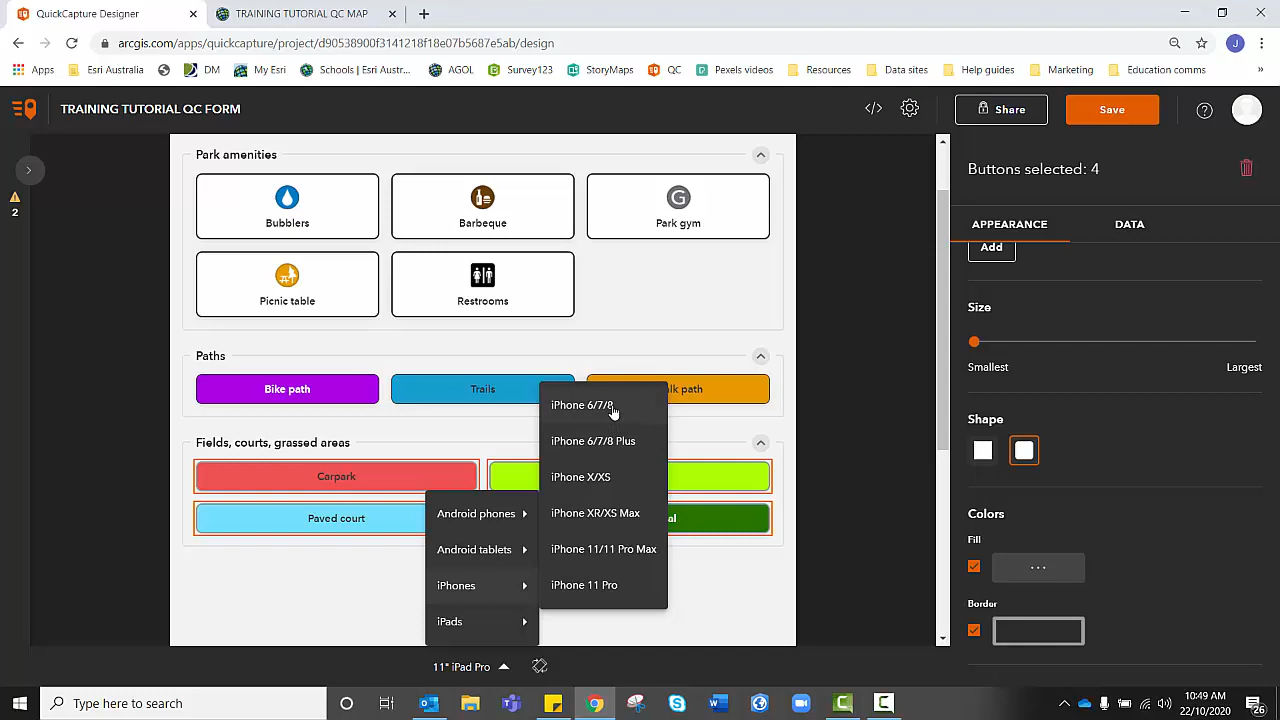 QuickCapture Designer
TRAINING TUTORIAL QC MAP
arcgis.com/apps/quickcapture/project/d90538900f3141218f18e07b5687e5ab/design
J
Apps
Esri Australia
DM
My Esri
Schools | Esri Austr...
AGOL
Survey123
StoryMaps
QC
Pexels videos
Resources
Data sites
Help guides
Marketing
Education comms
TRAINING TUTORIAL QC FORM
Share
Save
Buttons selected: 4
APPEARANCE
DATA
Add
Size
Smallest
Largest
Shape
Colors
Fill
...
Border
2
Park amenities
Bubblers
Barbeque
G
Park gym
Picnic table
Restrooms
Paths
Bike path
Trails
lk path
Fields, courts, grassed areas
Carpark
Paved court
al
Android phones
Android tablets
iPhones
iPads
iPhone 6/7/8
iPhone 6/7/8 Plus
iPhone X/XS
iPhone XR/XS Max
iPhone 11/11 Pro Max
iPhone 11 Pro
11" iPad Pro
Type here to search
10:49 AM
22/10/2020
26